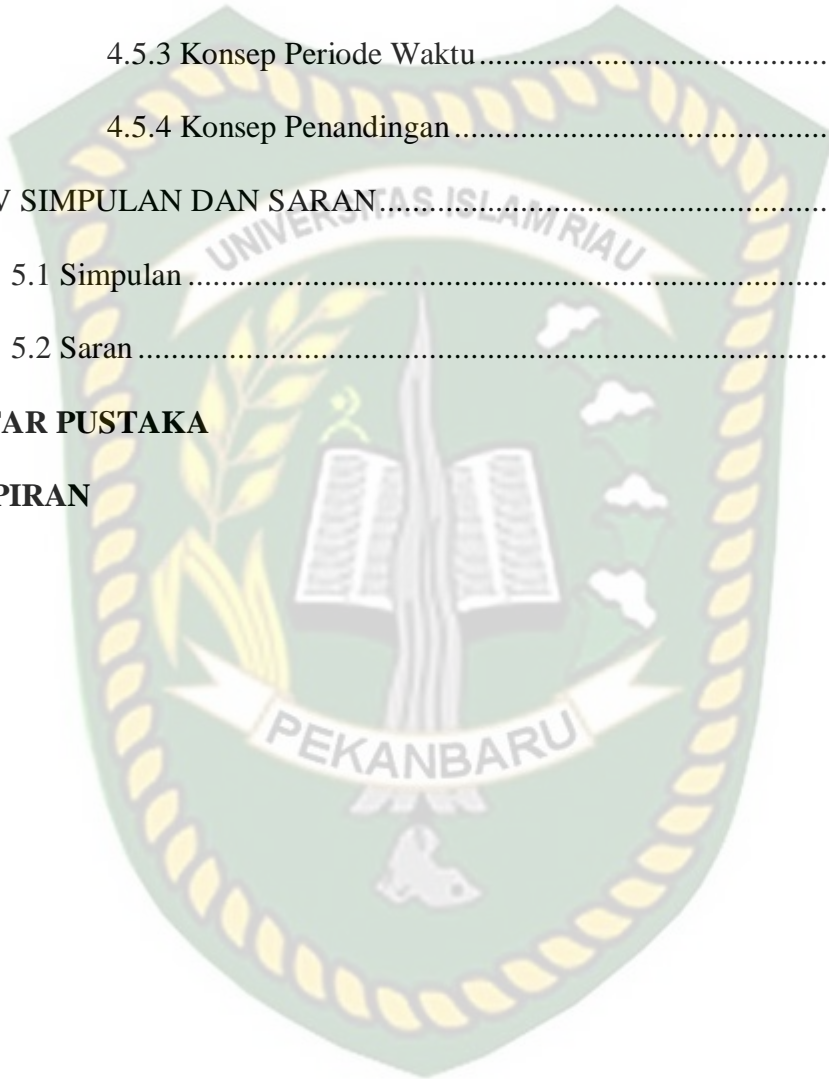 4.5.3 Konsep Periode Waktu........................................
4.5.4 Konsep Penandingan...........................................
V SIMPULAN DAN SARAN.....................................................
5.1 Simpulan...............................................................................
5.2 Saran.....................................................................................
TAR PUSTAKA
PIRAN
UNIVERSITAS ISLAM RIAU
PEKANBARU